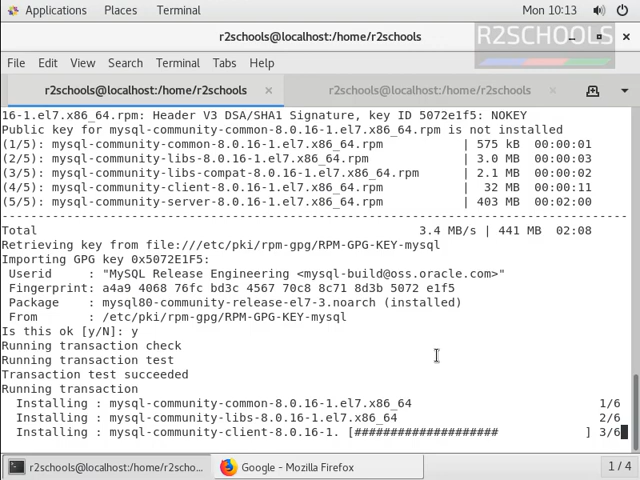 Applications Places Terminal Mon 10:13
r2schools@localhost:/home/r2schools
R2SCHOOLS
File Edit View Search Terminal Tabs Help
r2schools@localhost:/home/r2schools × r2schools@localhost:/home/r2schools ×
16-1.el7.x86_64.rpm: Header V3 DSA/SHA1 Signature, key ID 5072e1f5: NOKEY
Public key for mysql-community-common-8.0.16-1.el7.x86_64.rpm is not installed
(1/5): mysql-community-common-8.0.16-1.el7.x86_64.rpm | 575 kB 00:00:01
(2/5): mysql-community-libs-8.0.16-1.el7.x86_64.rpm | 3.0 MB 00:00:03
(3/5): mysql-community-libs-compat-8.0.16-1.el7.x86_64.rpm | 2.1 MB 00:00:02
(4/5): mysql-community-client-8.0.16-1.el7.x86_64.rpm | 32 MB 00:00:11
(5/5): mysql-community-server-8.0.16-1.el7.x86_64.rpm | 403 MB 00:02:00
--------------------------------------------------------------------------------
Total 3.4 MB/s | 441 MB 02:08
Retrieving key from file:///etc/pki/rpm-gpg/RPM-GPG-KEY-mysql
Importing GPG key 0x5072E1F5:
Userid : "MySQL Release Engineering <mysql-build@oss.oracle.com>"
Fingerprint: a4a9 4068 76fc bd3c 4567 70c8 8c71 8d3b 5072 e1f5
Package : mysql80-community-release-el7-3.noarch (installed)
From : /etc/pki/rpm-gpg/RPM-GPG-KEY-mysql
Is this ok [y/N]: y
Running transaction check
Running transaction test
Transaction test succeeded
Running transaction
Installing : mysql-community-common-8.0.16-1.el7.x86_64 1/6
Installing : mysql-community-libs-8.0.16-1.el7.x86_64 2/6
Installing : mysql-community-client-8.0.16-1. [#################### ] 3/6
r2schools@localhost:/home/r2scho... Google - Mozilla Firefox 1 / 4